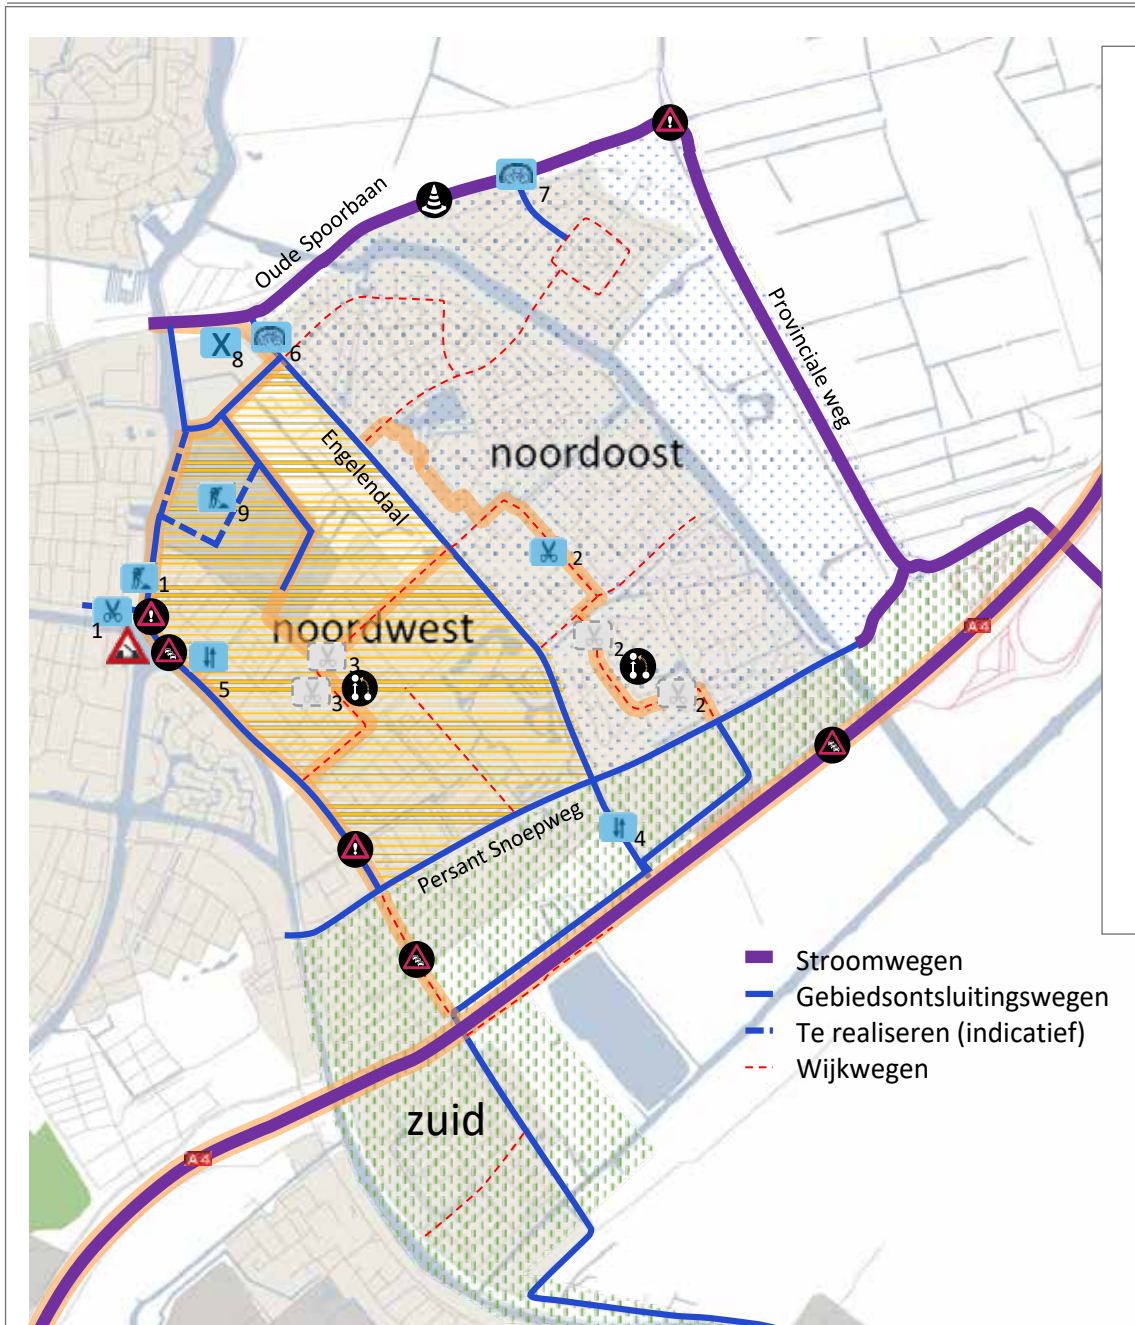 Oude Spoorbaan
7
Provinciale weg
X
8
6
Engelendaal
noordoost
9
2
1
1
noordwest
2
3
5
3
2
A4
4
Persant Snoepweg
Stroomwegen
Gebiedsontsluitingswegen
Te realiseren (indicatief)
Wijkwegen
zuid
A4